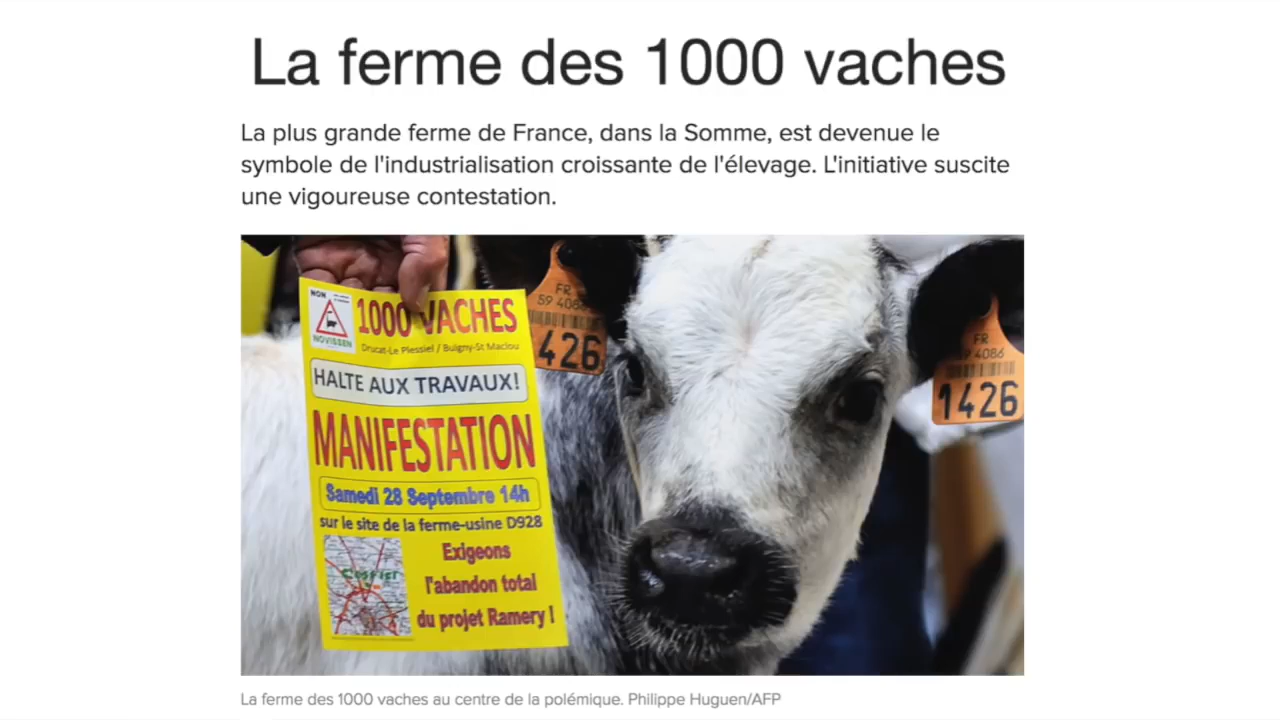 La ferme des 1000 vaches
La plus grande ferme de France, dans la Somme, est devenue le
symbole de l'industrialisation croissante de l'élevage. L'initiative suscite
une vigoureuse contestation.
NON
NOVISSEN
1000 VACHES
Drucat-Le Plessiel / Buigny-St Maclou
HALTE AUX TRAVAUX!
MANIFESTATION
Samedi 28 Septembre 14h
sur le site de la ferme-usine D928
Exigeons
l'abandon total
du projet Ramery !
FR
59 4086
426
FR
4086
1426
La ferme des 1000 vaches au centre de la polémique. Philippe Huguen/AFP